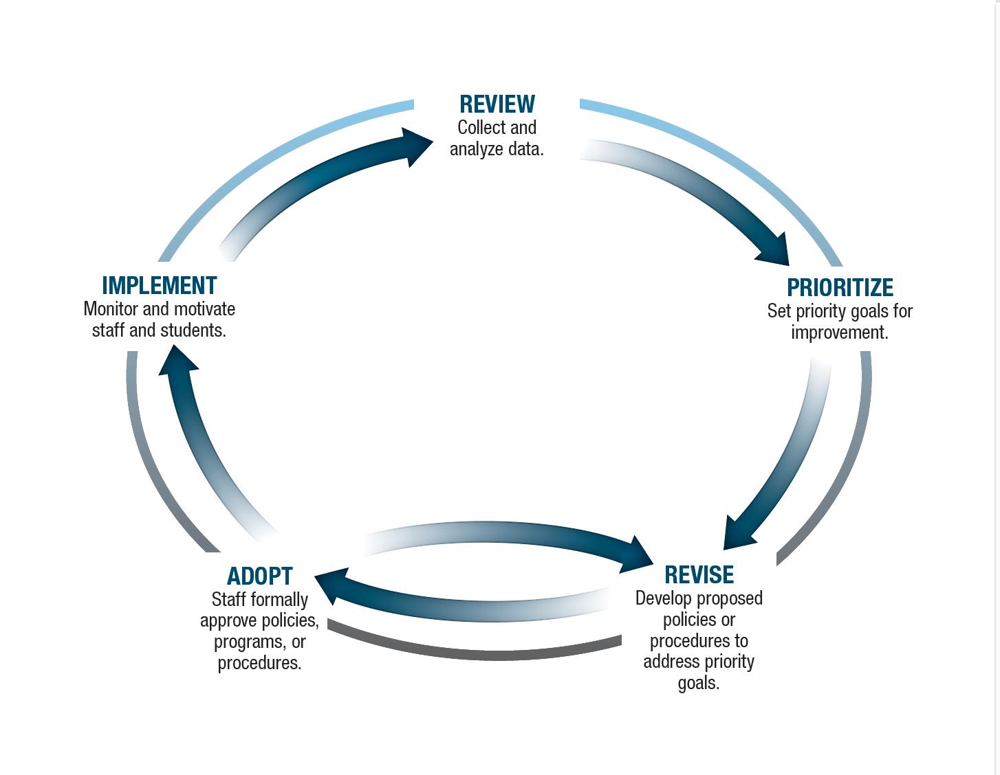 REVIEW
Collect and
analyze data.
PRIORITIZE
Set priority goals for
improvement.
REVISE
Develop proposed
policies or
procedures to
address priority
goals.
ADOPT
Staff formally
approve policies,
programs, or
procedures.
IMPLEMENT
Monitor and motivate
staff and students.